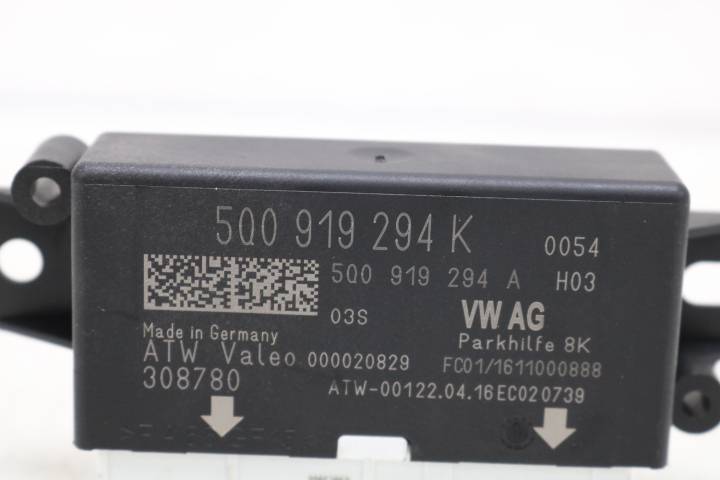 5Q0 919 294 K 0054
5Q0 919 294 A H03
03S VW AG
Made in Germany Parkhilfe 8K
ATW Valeo 000020829 FC01/1611000888
308780 ATW-00122.04.16EC020739